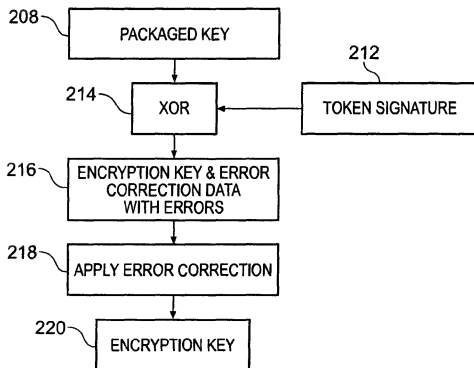 208
PACKAGED KEY
212
214
XOR
TOKEN SIGNATURE
216
ENCRYPTION KEY & ERROR
CORRECTION DATA
WITH ERRORS
218
APPLY ERROR CORRECTION
220
ENCRYPTION KEY